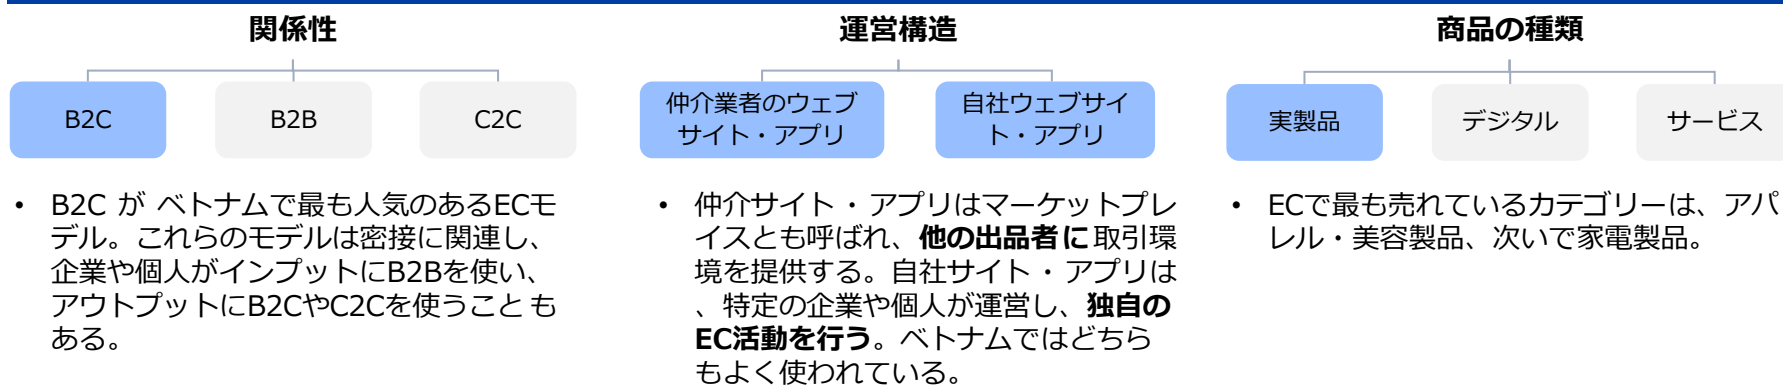 関係性
B2C
B2B
C2C
• B2C が ベトナムで最も人気のあるECモ
デル。これらのモデルは密接に関連し、
企業や個人がインプットにB2Bを使い、
アウトプットにB2CやC2Cを使うことも
ある。
運営構造
仲介業者のウェブ
サイト・アプリ
自社ウェブサイ
ト・アプリ
• 仲介サイト・アプリはマーケットプレ
イスとも呼ばれ、他の出品者に取引環
境を提供する。自社サイト・アプリは
、特定の企業や個人が運営し、独自の
EC活動を行う。ベトナムではどちら
もよく使われている。
商品の種類
実製品
デジタル
サービス
• ECで最も売れているカテゴリーは、アパ
レル・美容製品、次いで家電製品。